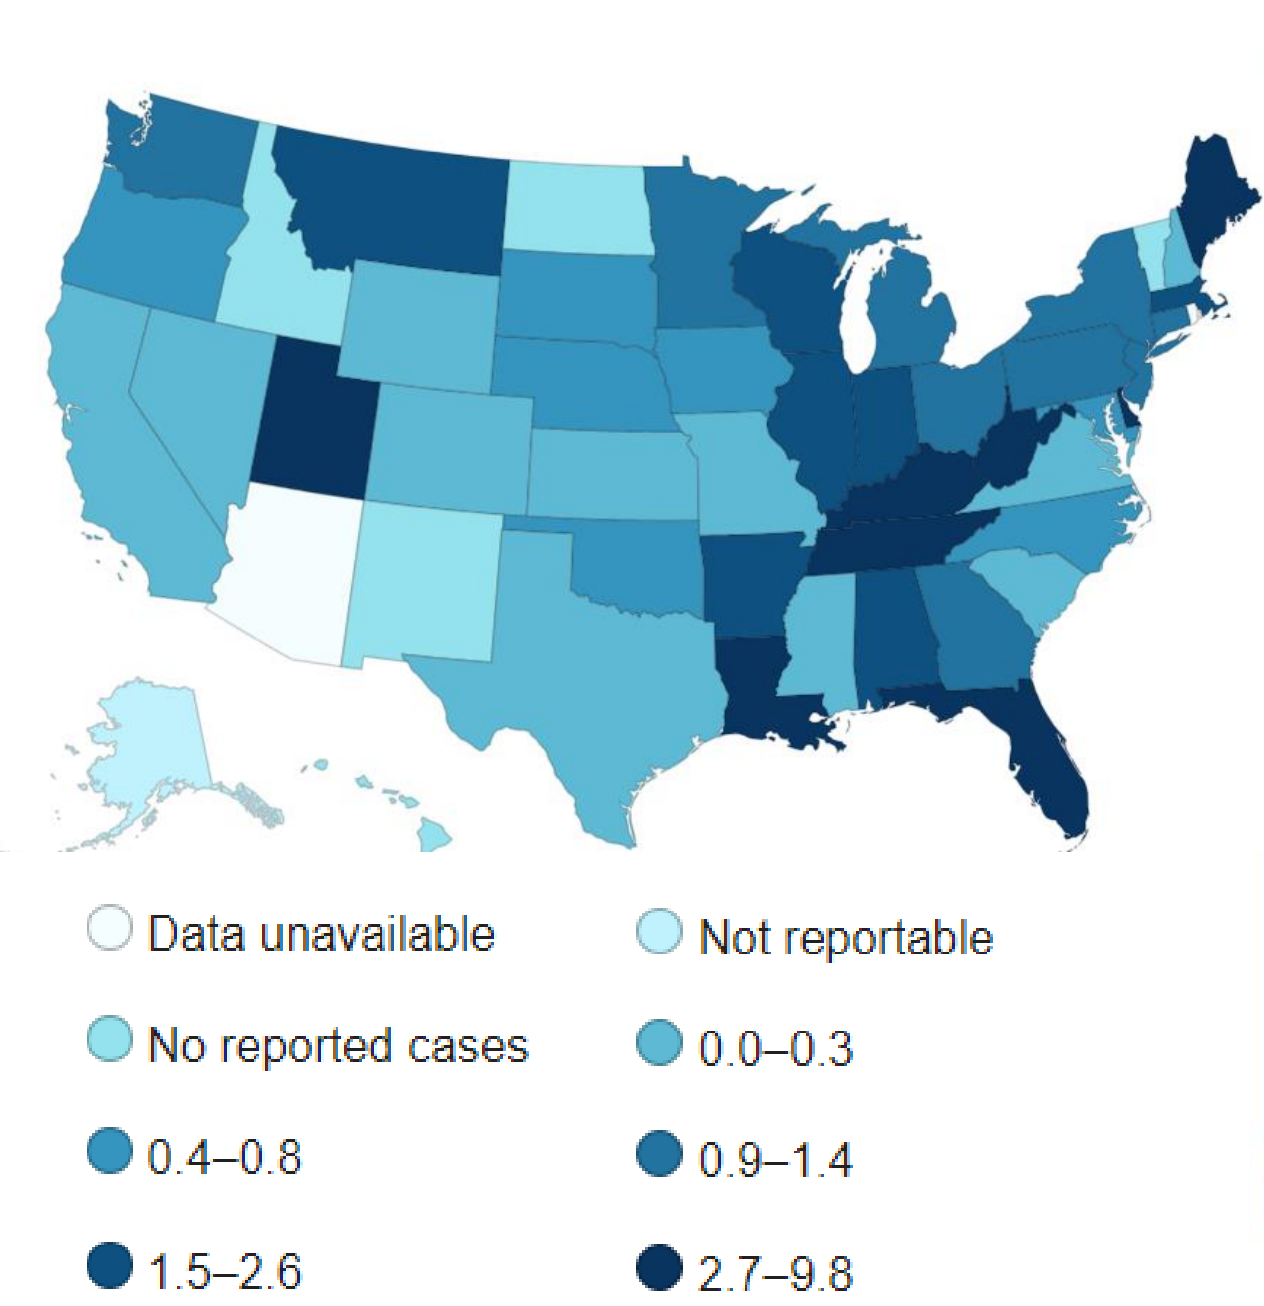 Data unavailable
Not reportable
No reported cases
0.0–0.3
0.4–0.8
0.9–1.4
1.5–2.6
2.7–9.8